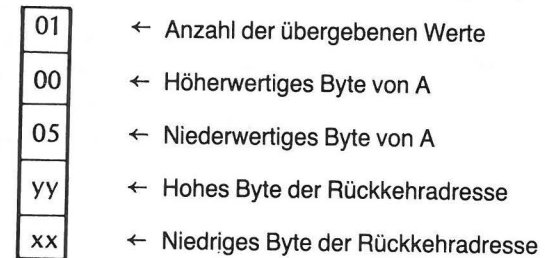 01 ← Anzahl der übergebenen Werte
00 ← Höherwertiges Byte von A
05 ← Niederwertiges Byte von A
yy ← Hohes Byte der Rückkehradresse
xx ← Niedriges Byte der Rückkehradresse